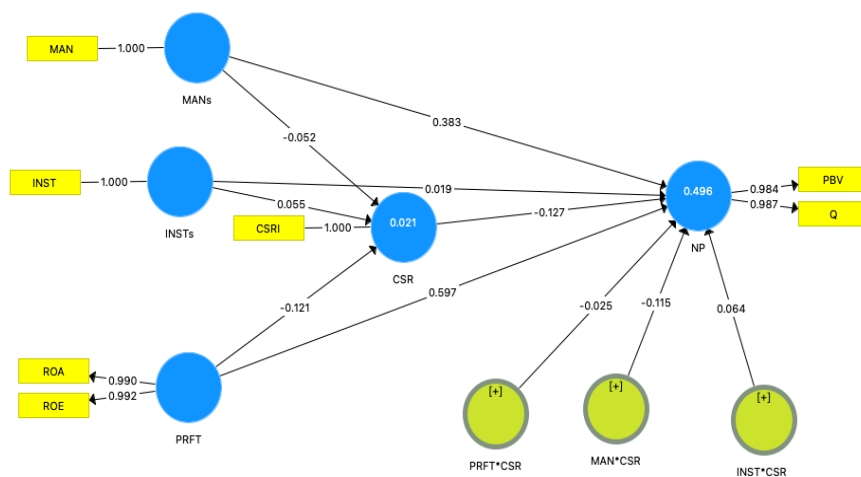 MAN
1.000
MANs
0.383
-0.052
INST
1.000
INSTs
0.019
0.055
CSRI
1.000
0.021
CSR
-0.127
0.496
NP
0.984
PBV
0.987
Q
-0.121
0.597
-0.025
-0.115
0.064
ROA
0.990
ROE
0.992
PRFT
[+]
PRFT*CSR
[+]
MAN*CSR
[+]
INST*CSR